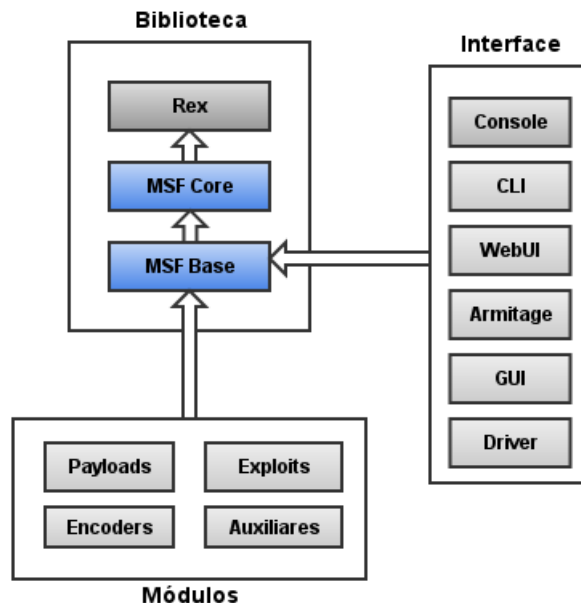 Biblioteca
Rex
MSF Core
MSF Base
Interface
Console
CLI
WebUI
Armitage
GUI
Driver
Payloads
Exploits
Encoders
Auxiliares
Módulos